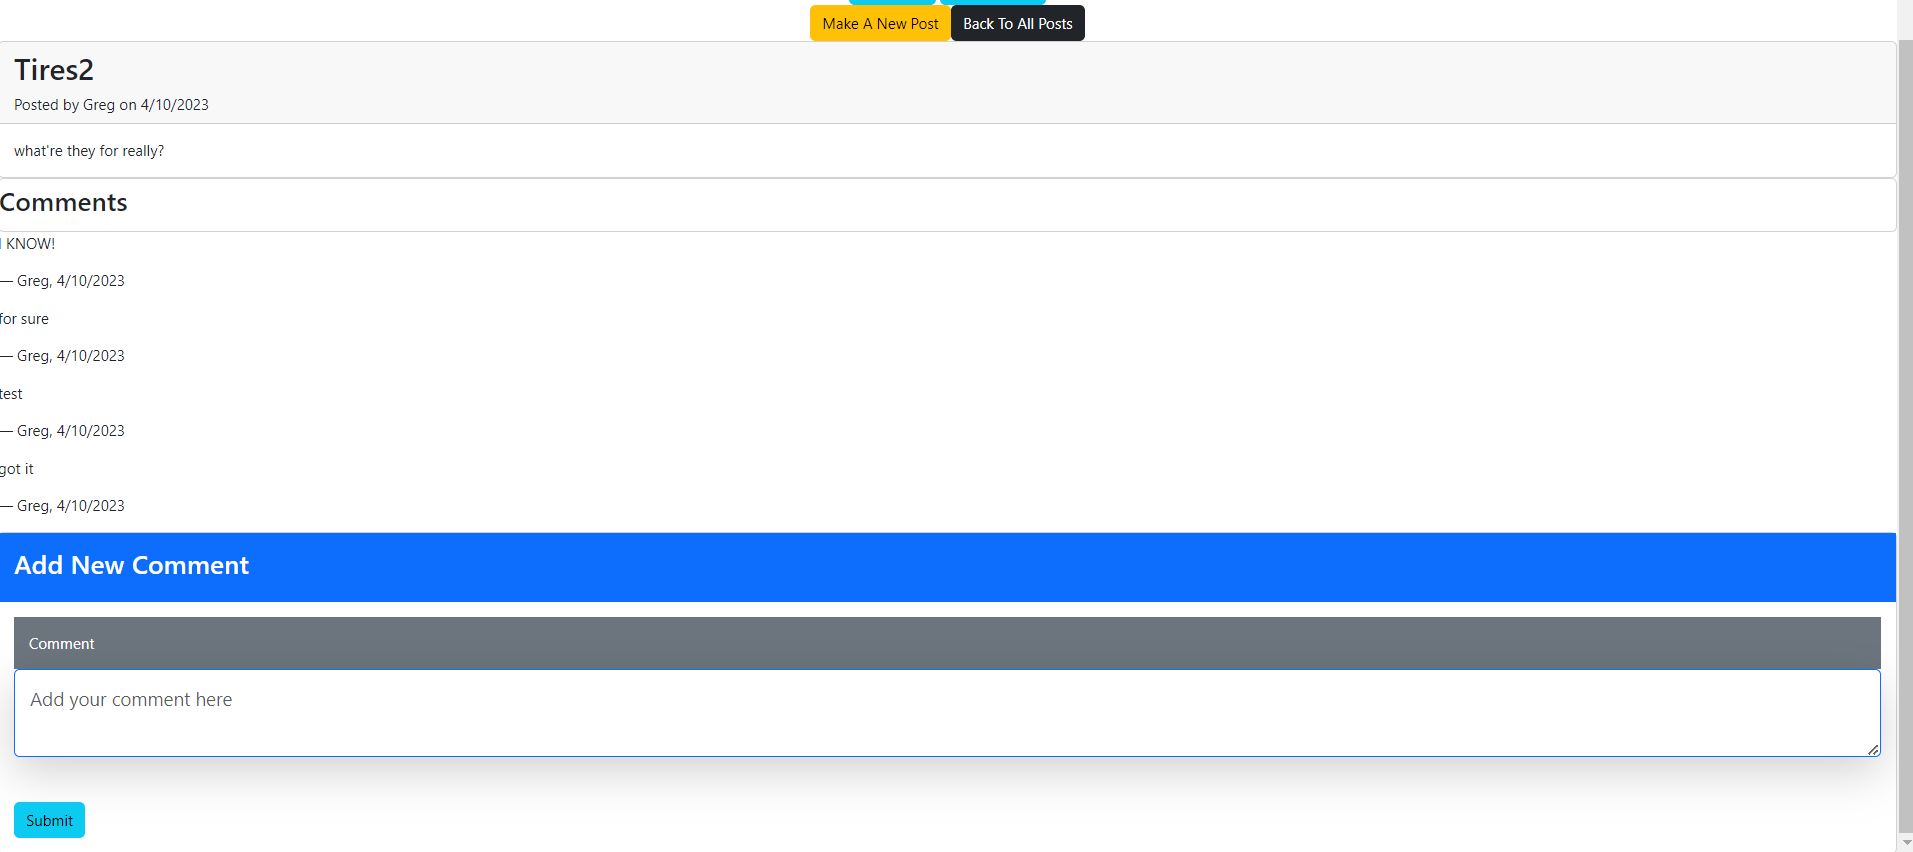 Make A New Post Back To All Posts
Tires2
Posted by Greg on 4/10/2023
what're they for really?
Comments
I KNOW!
— Greg, 4/10/2023
for sure
— Greg, 4/10/2023
test
— Greg, 4/10/2023
got it
— Greg, 4/10/2023
Add New Comment
Comment
Add your comment here
Submit